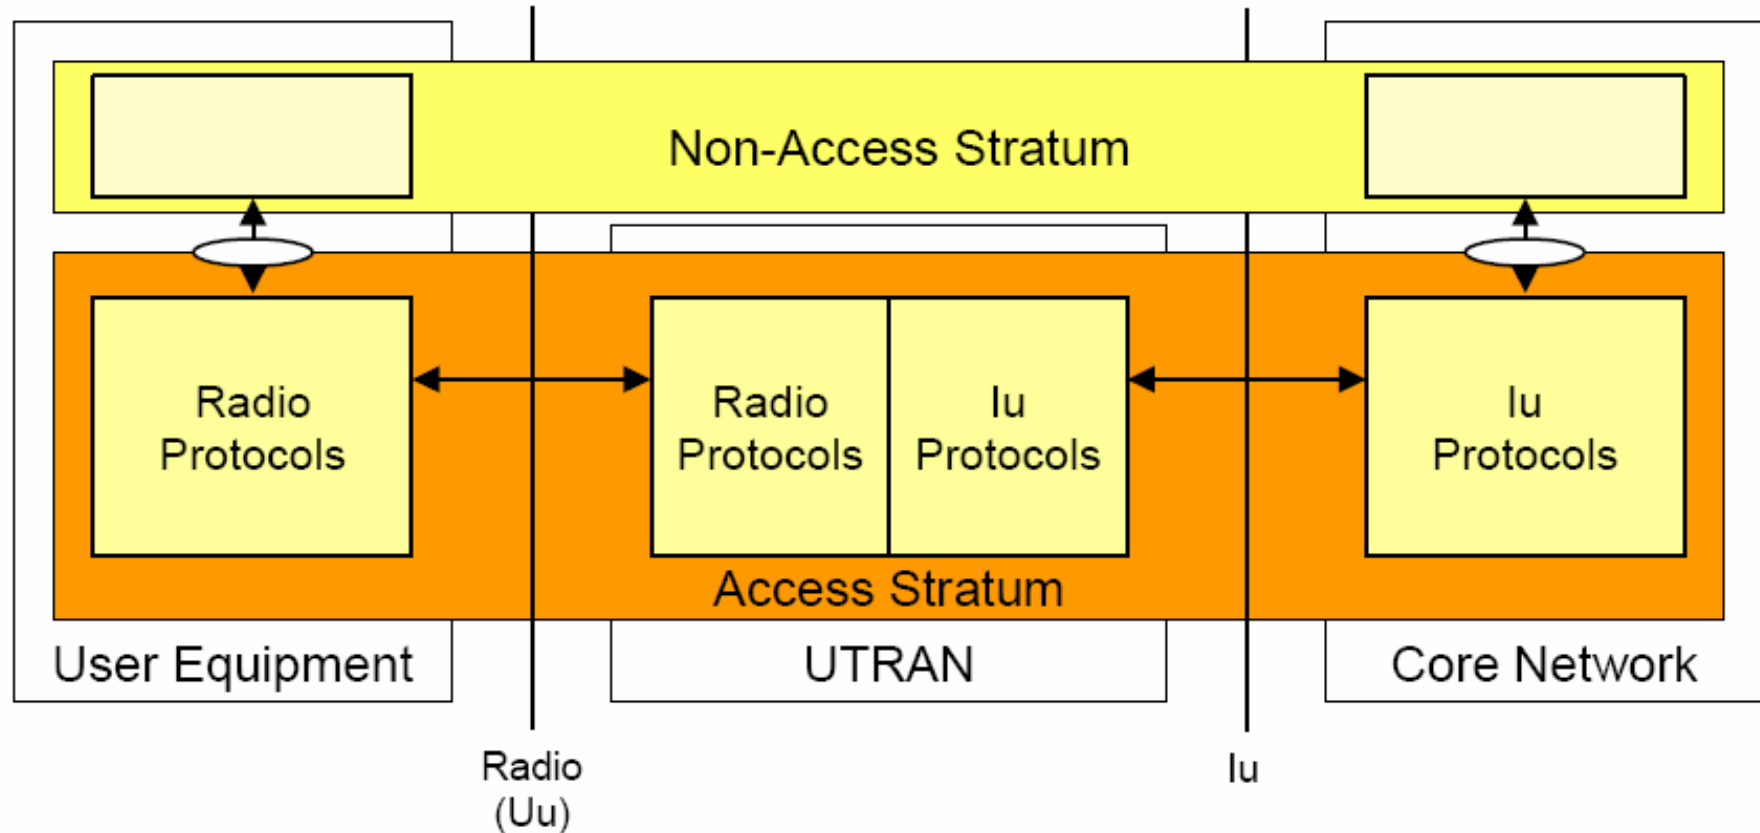 Non-Access Stratum
Radio
Protocols
Radio
Protocols
Iu
Protocols
Iu
Protocols
Access Stratum
User Equipment
UTRAN
Core Network
Radio
(Uu)
Iu